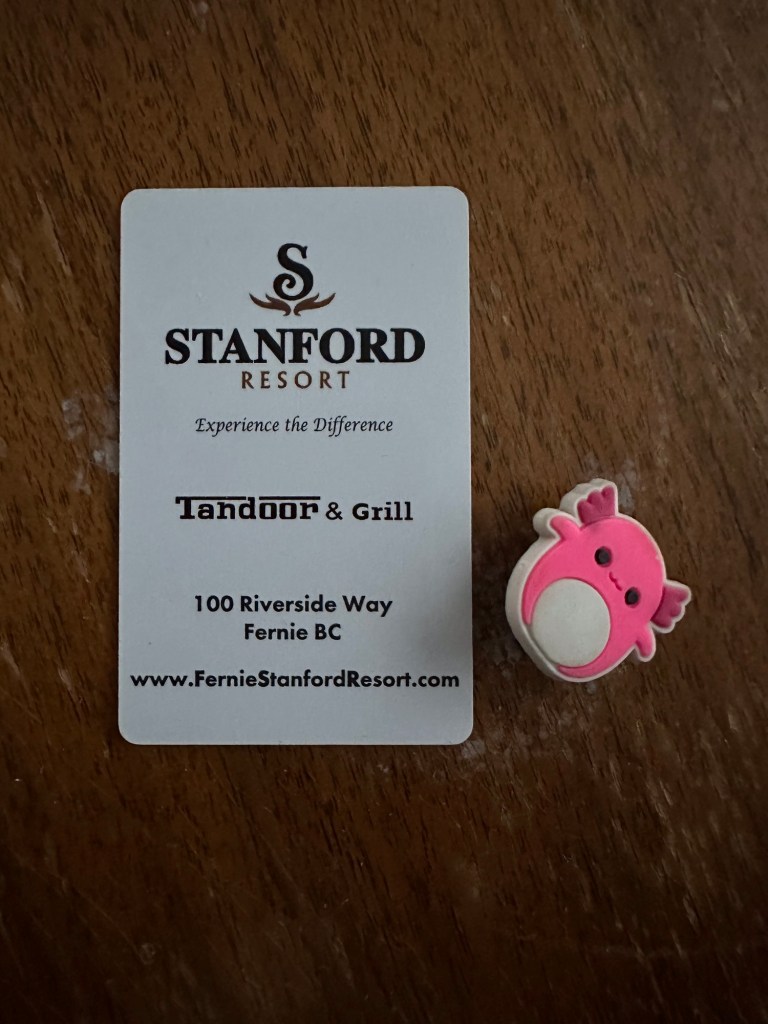 S
STANFORD
RESORT
Experience the Difference
Tandoor & Grill
100 Riverside Way
Fernie BC
www.FernieStanfordResort.com